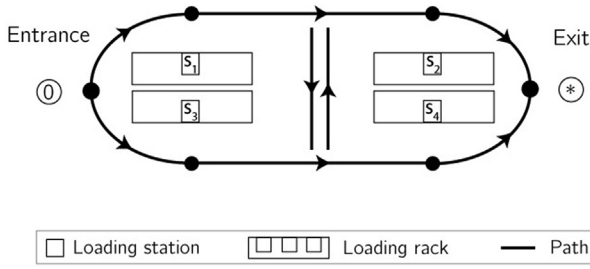 Entrance
Exit
S1
S2
0
*
S3
S4
Loading station
Loading rack
Path